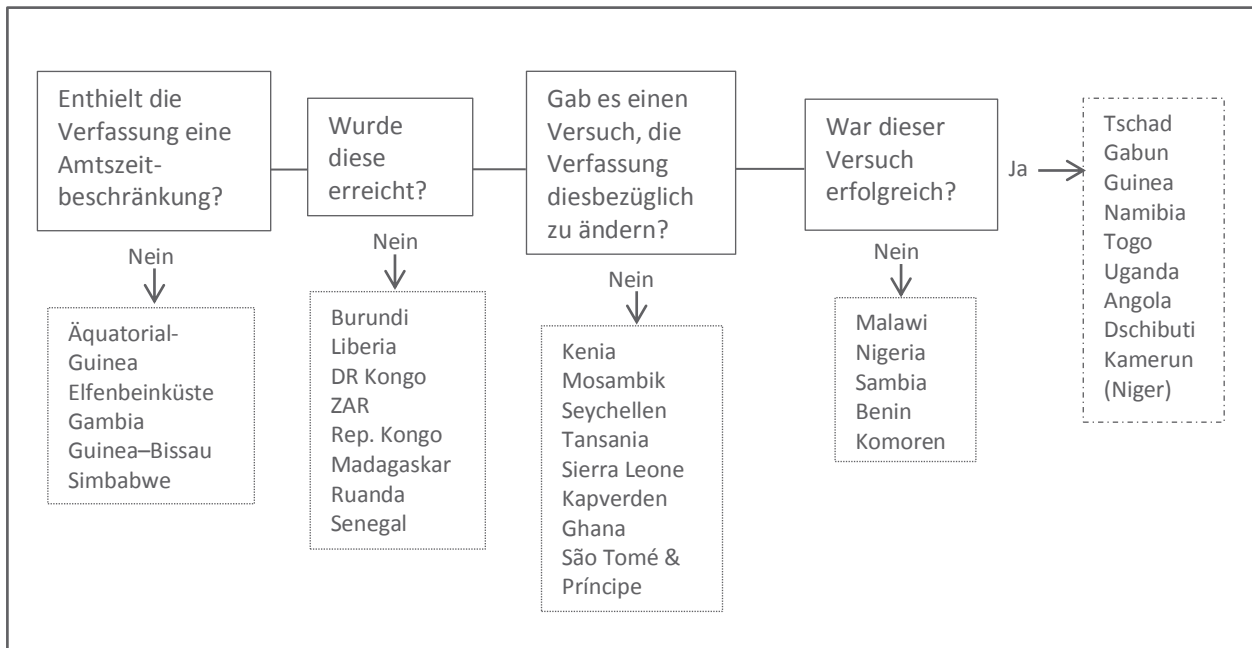 Enthielt die
Verfassung eine
Amtszeit-
beschränkung?
Nein
Äquatorial-
Guinea
Elfenbeinküste
Gambia
Guinea–Bissau
Simbabwe
Wurde
diese
erreicht?
Nein
Burundi
Liberia
DR Kongo
ZAR
Rep. Kongo
Madagaskar
Ruanda
Senegal
Gab es einen
Versuch, die
Verfassung
diesbezüglich
zu ändern?
Nein
Kenia
Mosambik
Seychellen
Tansania
Sierra Leone
Kapverden
Ghana
São Tomé &
Príncipe
War dieser
Versuch
erfolgreich?
Nein
Malawi
Nigeria
Sambia
Benin
Komoren
Ja
Tschad
Gabun
Guinea
Namibia
Togo
Uganda
Angola
Dschibuti
Kamerun
(Niger)